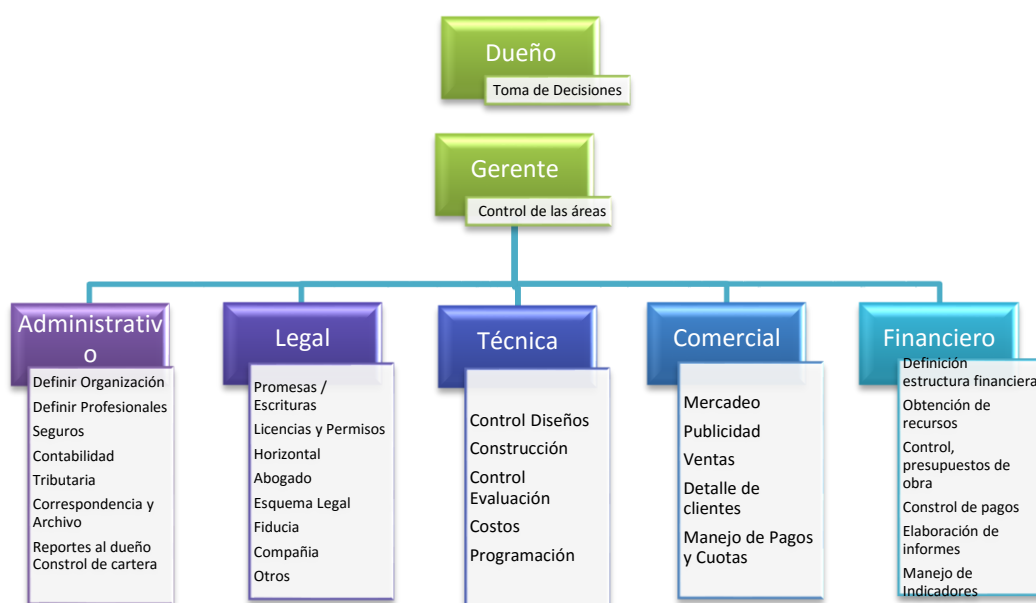 Dueño
Toma de Decisiones
Gerente
Control de las áreas
Administrativ
o
Definir Organización
Definir Profesionales
Seguros
Contabilidad
Tributaria
Correspondencia y
Archivo
Reportes al dueño
Constrol de cartera
Legal
Promesas /
Escrituras
Licencias y Permisos
Horizontal
Abogado
Esquema Legal
Fiducia
Compañia
Otros
Técnica
Control Diseños
Construcción
Control
Evaluación
Costos
Programación
Comercial
Mercadeo
Publicidad
Ventas
Detalle de
clientes
Manejo de Pagos
y Cuotas
Financiero
Definición
estructura financiera
Obtención de
recursos
Control,
presupuestos de
obra
Constrol de pagos
Elaboración de
informes
Manejo de
Indicadores